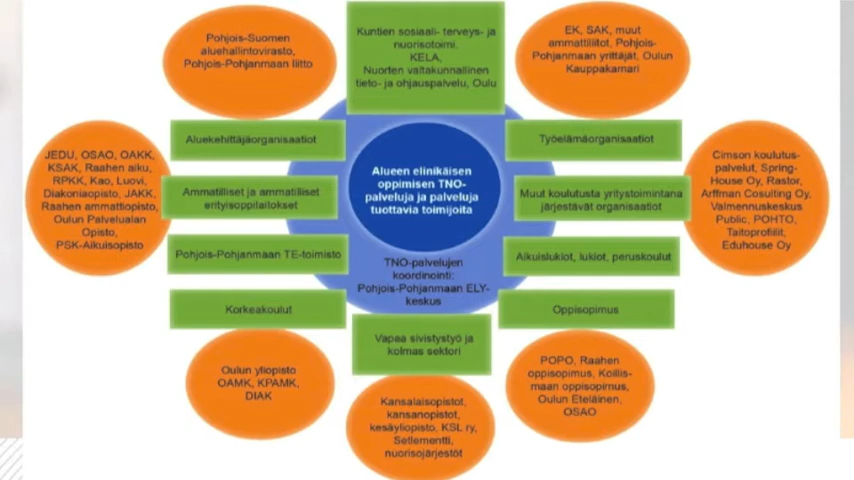 Pohjois-Suomen
aluehallintovirasto,
Pohjois-Pohjanmaan liitto
Kuntien sosiaali- terveys- ja
nuorisotoimi,
KELA,
Nuorten valtakunnallinen
tieto- ja ohjauspalvelu, Oulu
EK, SAK, muut
ammattiliitot, Pohjois-
Pohjanmaan yrittäjät, Oulun
Kauppakamari
Aluekehittäjäorganisaatiot
Työelämäorganisaatiot
JEDU, OSAO, OAKK,
KSAK, Raahen aiku,
RPKK, Kao, Luovi,
Diakoniaopisto, JAKK,
Raahen ammattiopisto,
Oulun Palvelualan
Opisto,
PSK-Aikuisopisto
Ammatilliset ja ammatilliset
erityisoppilaitokset
Alueen elinikäisen
oppimisen TNO-
palveluja ja palveluja
tuottavia toimijoita
Muut koulutusta yritystoimintana
järjestävät organisaatiot
Cimson koulutus-
palvelut, Spring-
House Oy, Rastor,
Arffman Cosulting Oy,
Valmennuskeskus
Public, POHTO,
Taitoprofiilit,
Eduhouse Oy
Pohjois-Pohjanmaan TE-toimisto
TNO-palvelujen
koordinointi:
Pohjois-Pohjanmaan ELY-
keskus
Aikuislukiot, lukiot, peruskoulut
Korkeakoulut
Oppisopimus
Vapaa sivistystyö ja
kolmas sektori
Oulun yliopisto
OAMK, KPAMK,
DIAK
Kansalaisopistot,
kansanopistot,
kesäyliopisto, KSL ry,
Setlementti,
nuorisojärjestöt
POPO, Raahen
oppisopimus, Koillis-
maan oppisopimus,
Oulun Eteläinen,
OSAO